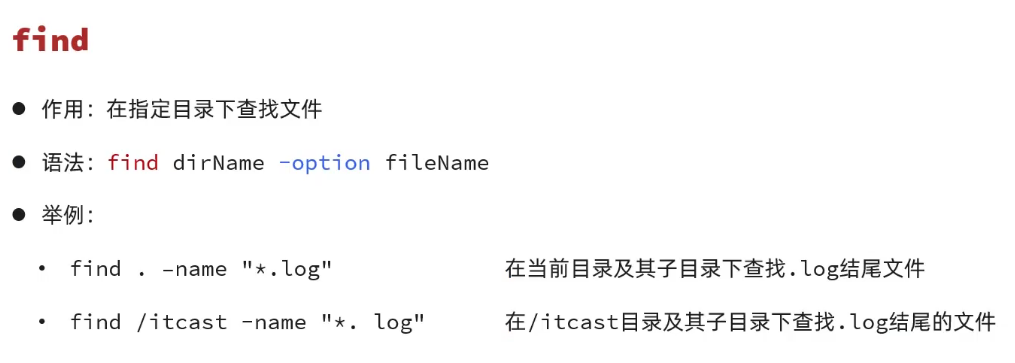 find
● 作用：在指定目录下查找文件
● 语法：find dirName -option fileName
● 举例：
• find . –name "*.log" 在当前目录及其子目录下查找.log结尾文件
• find /itcast -name "*. log" 在/itcast目录及其子目录下查找.log结尾的文件